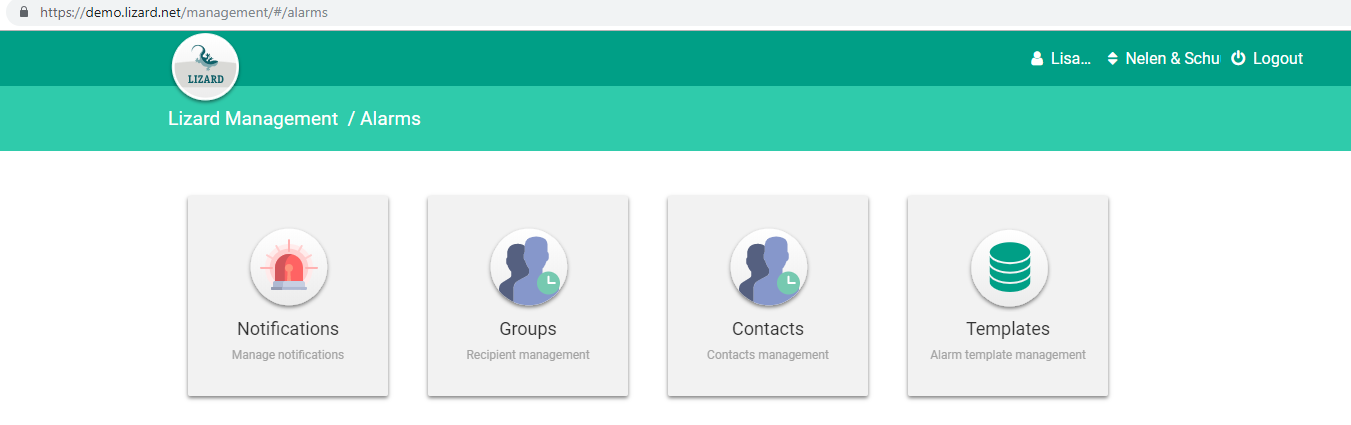 https://demo.lizard.net/management/#/alarms
LIZARD
Lisa... Nelen & Schu Logout
Lizard Management / Alarms
Notifications
Manage notifications
Groups
Recipient management
Contacts
Contacts management
Templates
Alarm template management